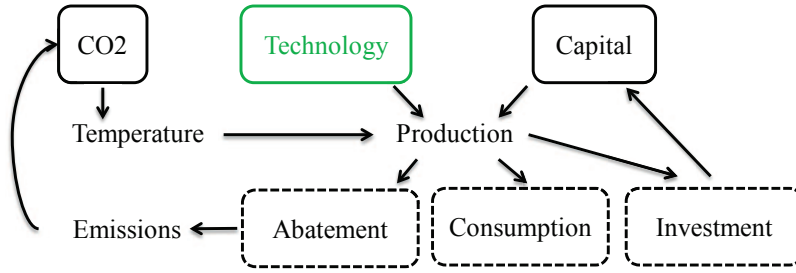 CO2
Technology
Capital
Temperature
Production
Emissions
Abatement
Consumption
Investment